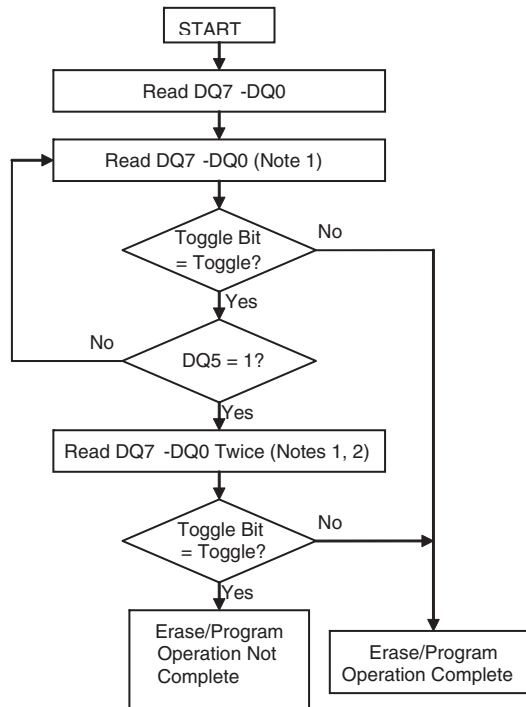 START
Read DQ7 -DQ0
Read DQ7 -DQ0 (Note 1)
Toggle Bit
= Toggle?
No
Yes
No
DQ5 = 1?
Yes
Read DQ7 -DQ0 Twice (Notes 1, 2)
Toggle Bit
= Toggle?
No
Yes
Erase/Program
Operation Not
Complete
Erase/Program
Operation Complete